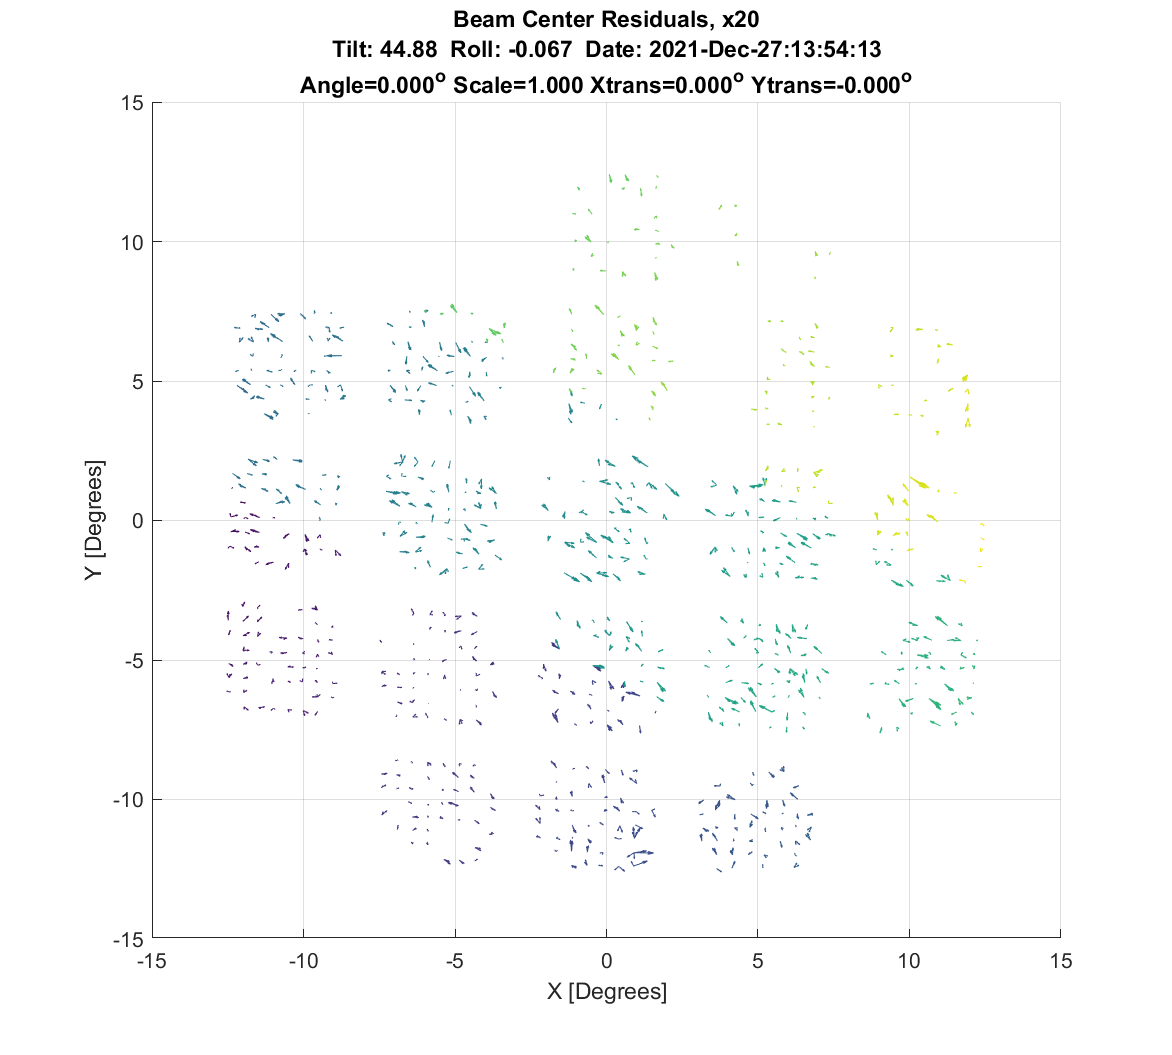 Beam Center Residuals, x20
Tilt: 44.88 Roll: -0.067 Date: 2021-Dec-27:13:54:13
Angle=0.000° Scale=1.000 Xtrans=0.000° Ytrans=-0.000°
15
10
5
0
-5
-10
-15
Y [Degrees]
-15 -10 -5 0 5 10 15
X [Degrees]